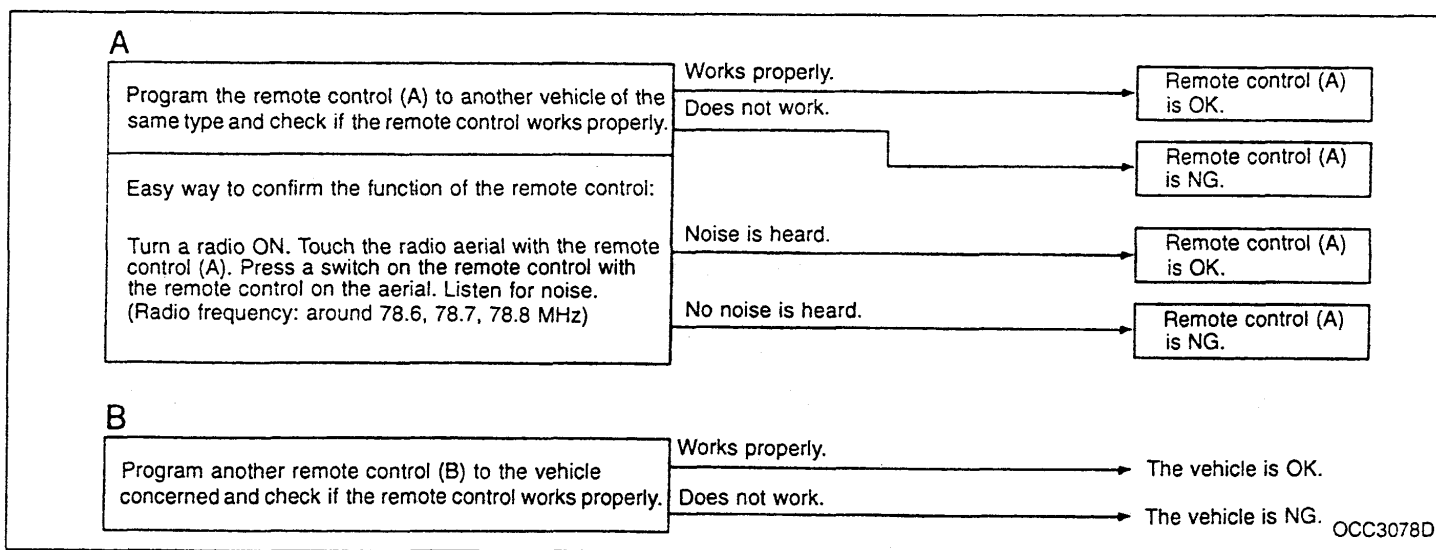 A
Program the remote control (A) to another vehicle of the
same type and check if the remote control works properly.
Works properly.
Does not work.
Remote control (A)
is OK.
Remote control (A)
is NG.
Easy way to confirm the function of the remote control:
Turn a radio ON. Touch the radio aerial with the remote
control (A). Press a switch on the remote control with
the remote control on the aerial. Listen for noise.
(Radio frequency: around 78.6, 78.7, 78.8 MHz)
Noise is heard.
Remote control (A)
is OK.
No noise is heard.
Remote control (A)
is NG.
B
Program another remote control (B) to the vehicle
concerned and check if the remote control works properly.
Works properly.
The vehicle is OK.
Does not work.
The vehicle is NG.
OCC3078D